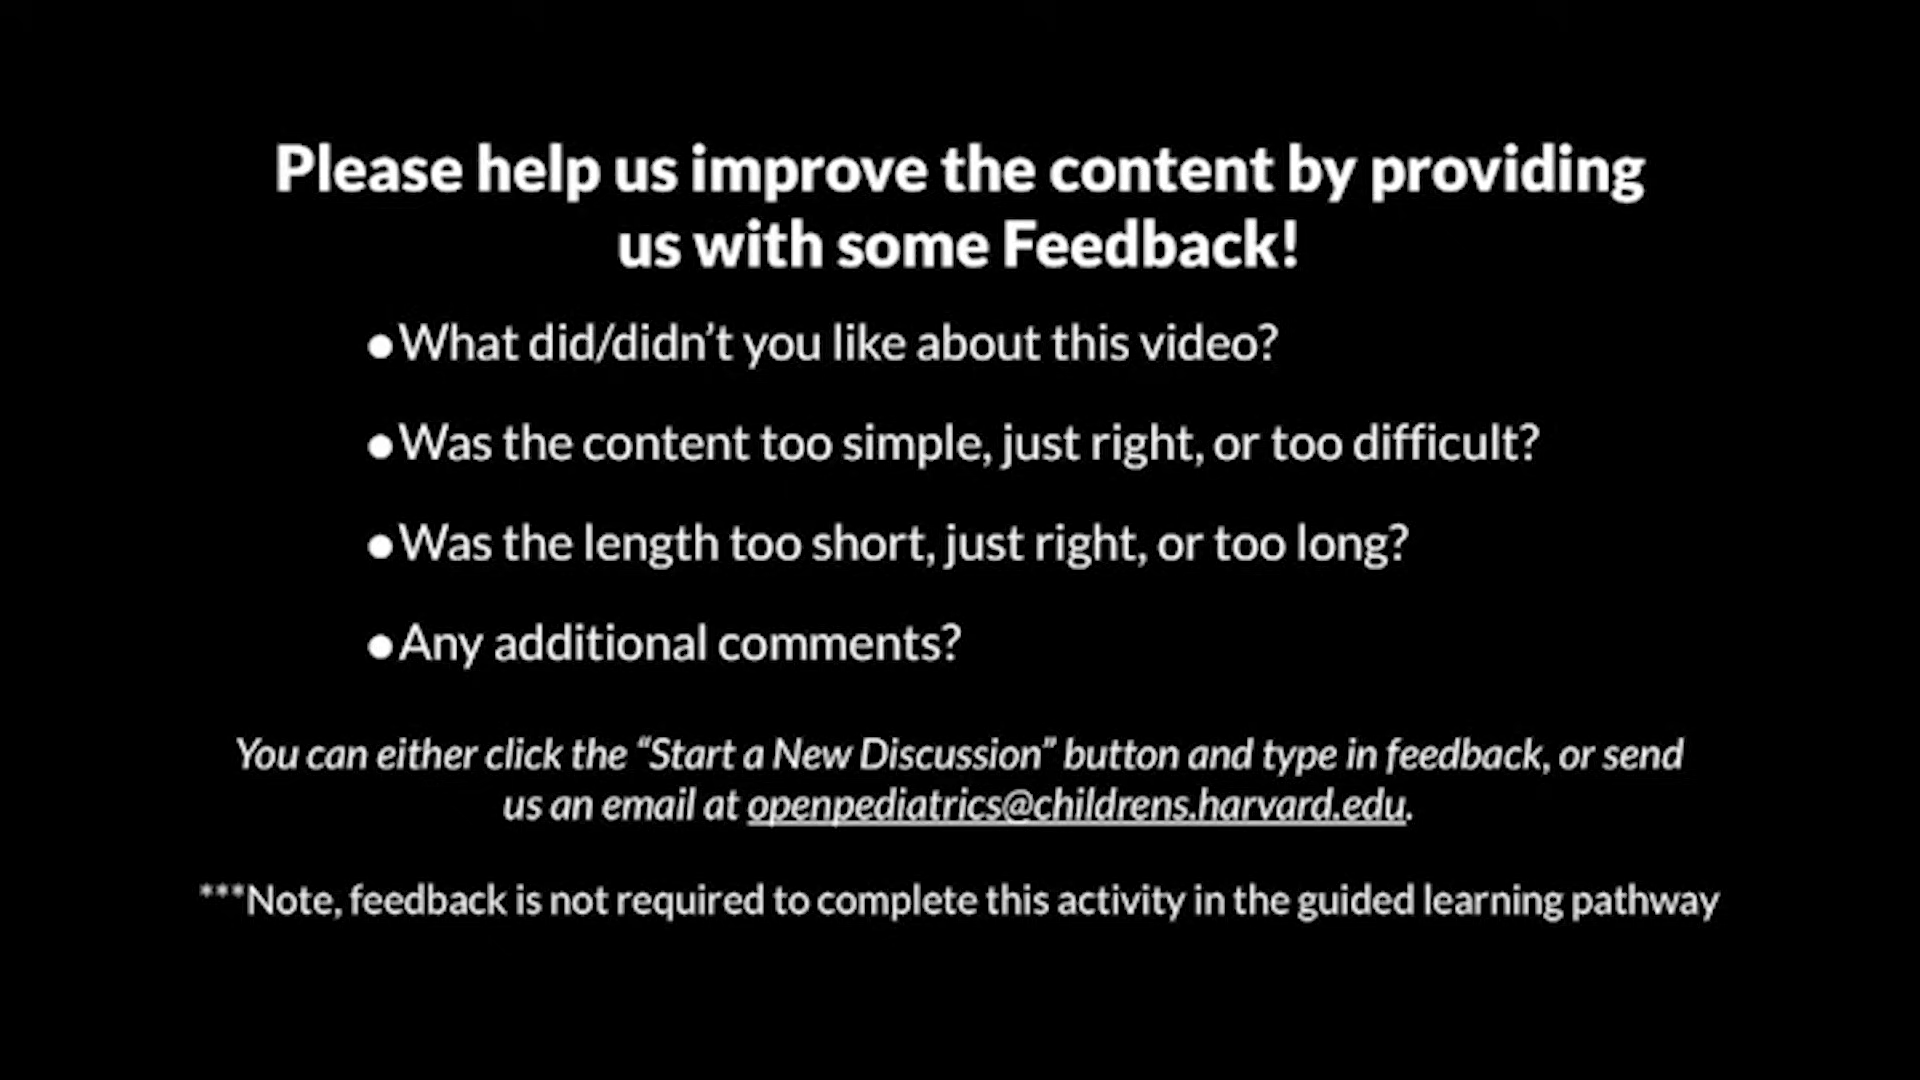 Please help us improve the content by providing
us with some Feedback!
●What did/didn’t you like about this video?
●Was the content too simple, just right, or too difficult?
●Was the length too short, just right, or too long?
●Any additional comments?
You can either click the “Start a New Discussion” button and type in feedback, or send
us an email at openpediatrics@childrens.harvard.edu.
***Note, feedback is not required to complete this activity in the guided learning pathway